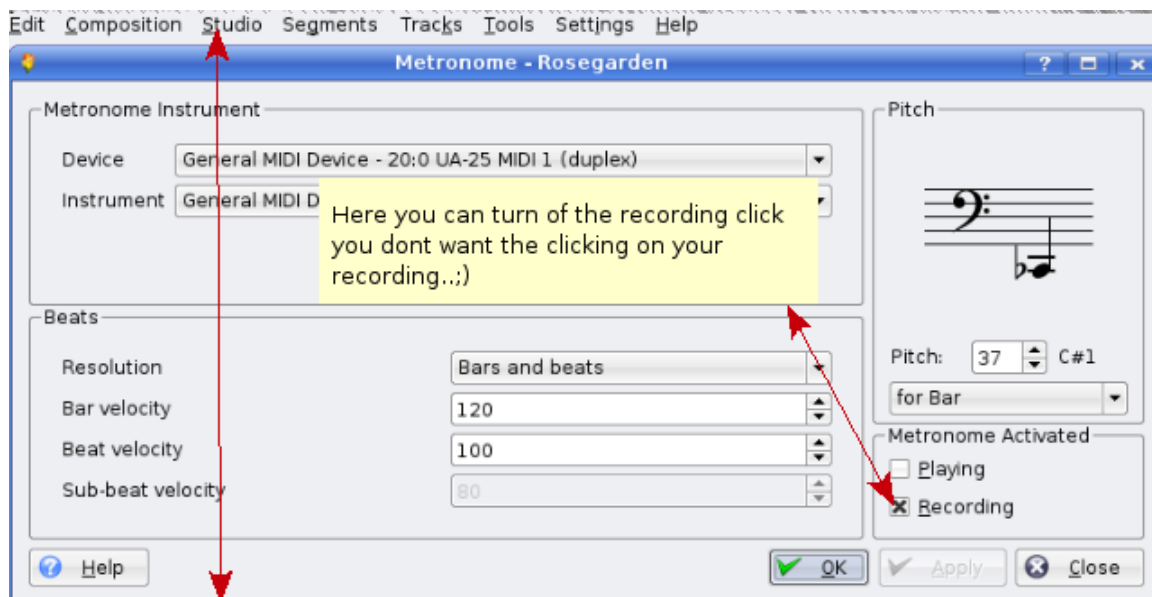 Edit Composition Studio Segments Tracks Tools Settings Help
Metronome - Rosegarden
Metronome Instrument
Device General MIDI Device - 20:0 UA-25 MIDI 1 (duplex)
Instrument General MIDI D
Here you can turn of the recording click
you dont want the clicking on your
recording..;)
Pitch
Pitch: 37 C#1
for Bar
Beats
Resolution Bars and beats
Bar velocity 120
Beat velocity 100
Sub-beat velocity 80
Metronome Activated
Playing
Recording
Help OK Apply Close